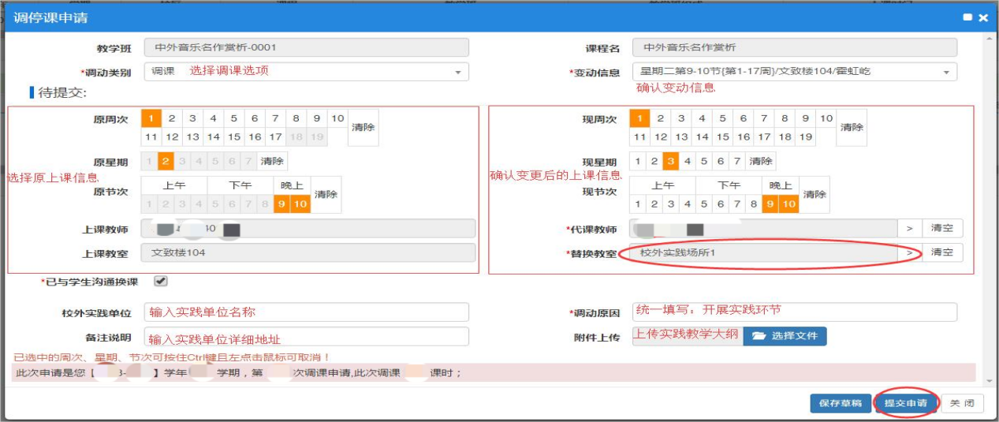 调停课申请
教学班 中外音乐名作赏析-0001 课程名 中外音乐名作赏析
*调动类别 调课 选择调课选项 *变动信息 星期二第9-10节{第1-17周}/文致楼104/霍虹屹
确认变动信息
待提交:
原周次 1 2 3 4 5 6 7 8 9 10 清除 现周次 1 2 3 4 5 6 7 8 9 10 清除
11 12 13 14 15 16 17 18 19 11 12 13 14 15 16 17 18 19
原星期 1 2 3 4 5 6 7 清除 现星期 1 2 3 4 5 6 7 清除
选择原上课信息 确认变更后的上课信息
原节次 上午 下午 晚上 清除 现节次 上午 下午 晚上 清除
1 2 3 4 5 6 7 8 9 10 1 2 3 4 5 6 7 8 9 10
上课教师 *代课教师 > 清空
上课教室 文致楼104 *替换教室 校外实践场所1 > 清空
*已与学生沟通换课
校外实践单位 输入实践单位名称 *调动原因 统一填写：开展实践环节
备注说明 输入实践单位详细地址 附件上传 上传实践教学大纲 选择文件
已选中的周次、星期、节次可按住Ctrl键且左点击鼠标可取消！
此次申请是您【 】学年 学期，第 次调课申请,此次调课 课时；
保存草稿 提交申请 关 闭